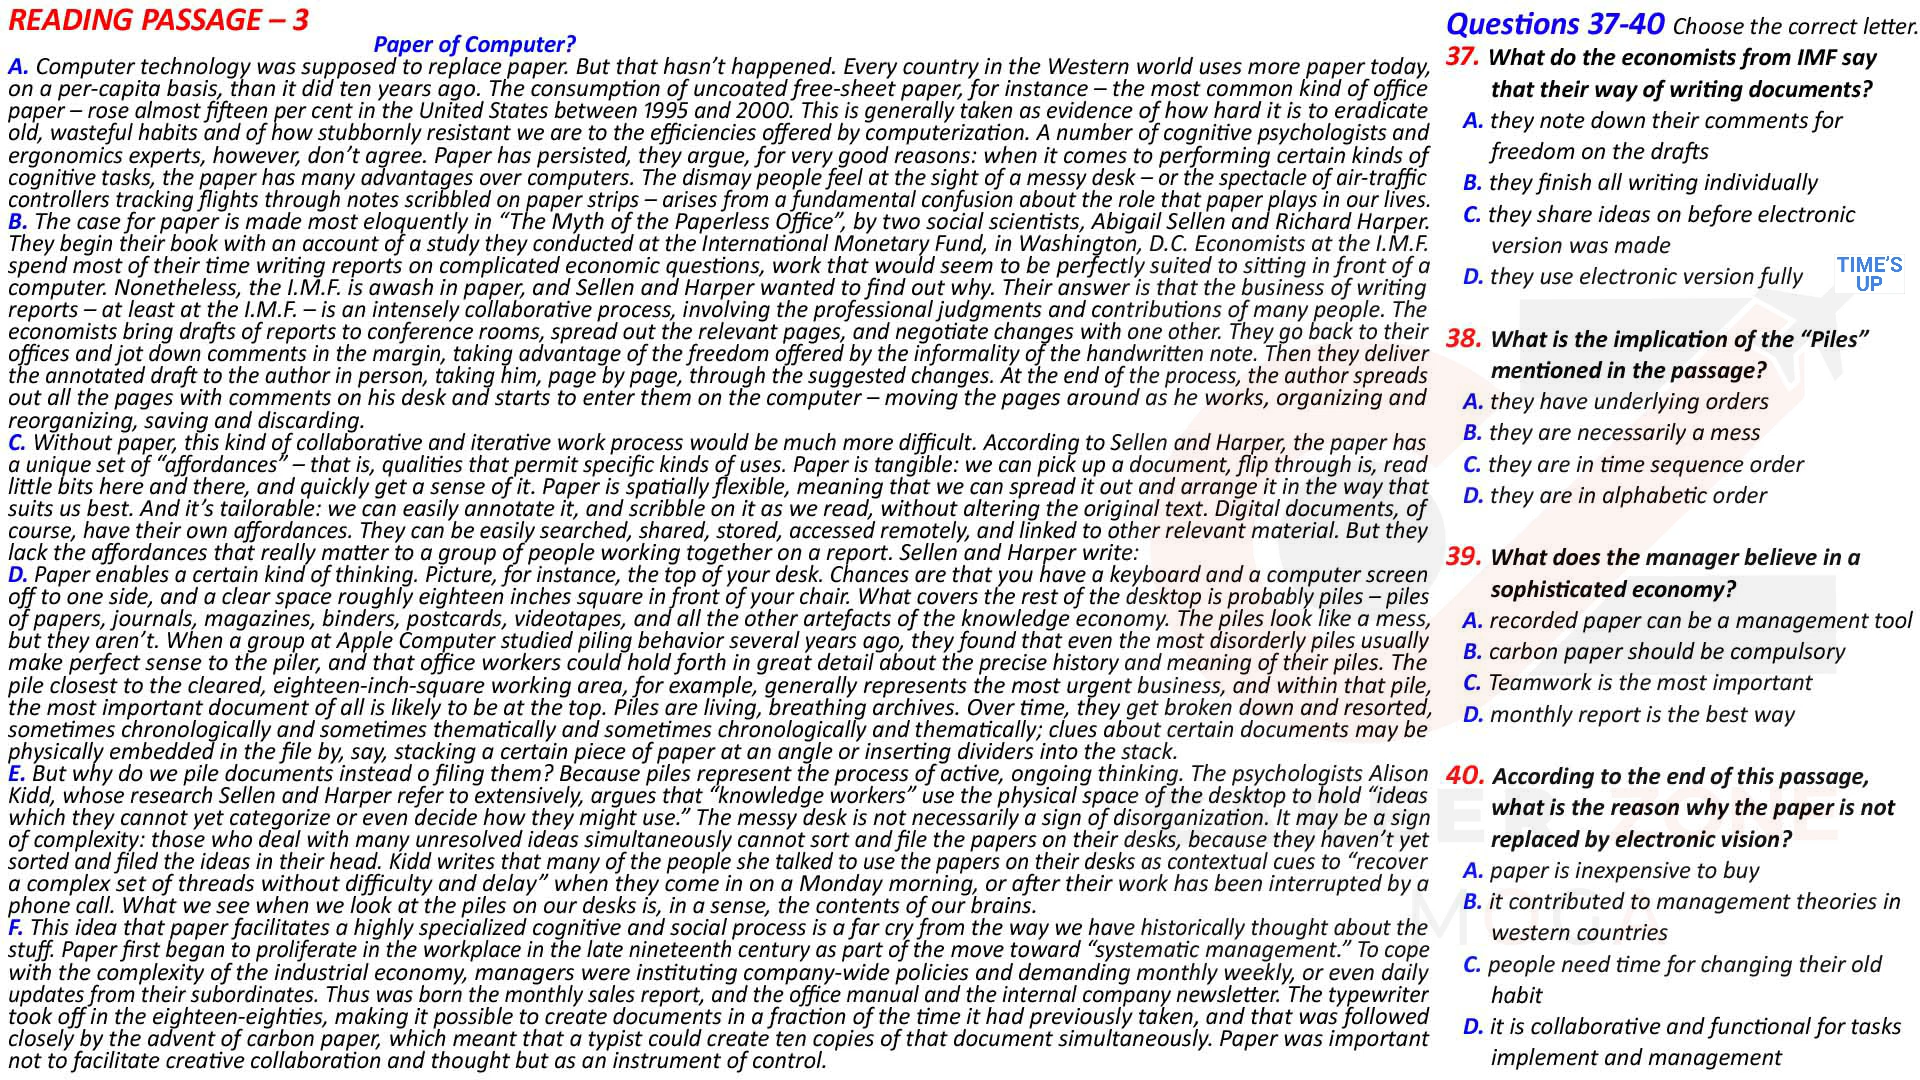 READING PASSAGE – 3
Paper of Computer?
A. Computer technology was supposed to replace paper. But that hasn't happened. Every country in the Western world uses more paper today,
on a per-capita basis, than it did ten years ago. The consumption of uncoated free-sheet paper, for instance – the most common kind of office
paper – rose almost fifteen per cent in the United States between 1995 and 2000. This is generally taken as evidence of how hard it is to eradicate
old, wasteful habits and of how stubbornly resistant we are to the efficiencies offered by computerization. A number of cognitive psychologists and
ergonomics experts, however, don't agree. Paper has persisted, they argue, for very good reasons: when it comes to performing certain kinds of
cognitive tasks, the paper has many advantages over computers. The dismay people feel at the sight of a messy desk – or the spectacle of air-traffic
controllers tracking flights through notes scribbled on paper strips – arises from a fundamental confusion about the role that paper plays in our lives.
B. The case for paper is made most eloquently in "The Myth of the Paperless Office", by two social scientists, Abigail Sellen and Richard Harper.
They begin their book with an account of a study they conducted at the International Monetary Fund, in Washington, D.C. Economists at the I.M.F.
spend most of their time writing reports on complicated economic questions, work that would seem to be perfectly suited to sitting in front of a
computer. Nonetheless, the I.M.F. is awash in paper, and Sellen and Harper wanted to find out why. Their answer is that the business of writing
reports – at least at the I.M.F. – is an intensely collaborative process, involving the professional judgments and contributions of many people. The
economists bring drafts of reports to conference rooms, spread out the relevant pages, and negotiate changes with one other. They go back to their
offices and jot down comments in the margin, taking advantage of the freedom offered by the informality of the handwritten note. Then they deliver
the annotated draft to the author in person, taking him, page by page, through the suggested changes. At the end of the process, the author spreads
out all the pages with comments on his desk and starts to enter them on the computer – moving the pages around as he works, organizing and
reorganizing, saving and discarding.
C. Without paper, this kind of collaborative and iterative work process would be much more difficult. According to Sellen and Harper, the paper has
a unique set of "affordances" – that is, qualities that permit specific kinds of uses. Paper is tangible: we can pick up a document, flip through is, read
little bits here and there, and quickly get a sense of it. Paper is spatially flexible, meaning that we can spread it out and arrange it in the way that
suits us best. And it's tailorable: we can easily annotate it, and scribble on it as we read, without altering the original text. Digital documents, of
course, have their own affordances. They can be easily searched, shared, stored, accessed remotely, and linked to other relevant material. But they
lack the affordances that really matter to a group of people working together on a report. Sellen and Harper write:
D. Paper enables a certain kind of thinking. Picture, for instance, the top of your desk. Chances are that you have a keyboard and a computer screen
off to one side, and a clear space roughly eighteen inches square in front of your chair. What covers the rest of the desktop is probably piles – piles
of papers, journals, magazines, binders, postcards, videotapes, and all the other artefacts of the knowledge economy. The piles look like a mess,
but they aren't. When a group at Apple Computer studied piling behavior several years ago, they found that even the most disorderly piles usually
make perfect sense to the piler, and that office workers could hold forth in great detail about the precise history and meaning of their piles. The
pile closest to the cleared, eighteen-inch-square working area, for example, generally represents the most urgent business, and within that pile,
the most important document of all is likely to be at the top. Piles are living, breathing archives. Over time, they get broken down and resorted,
sometimes chronologically and sometimes thematically and sometimes chronologically and thematically; clues about certain documents may be
physically embedded in the file by, say, stacking a certain piece of paper at an angle or inserting dividers into the stack.
E. But why do we pile documents instead o filing them? Because piles represent the process of active, ongoing thinking. The psychologists Alison
Kidd, whose research Sellen and Harper refer to extensively, argues that "knowledge workers" use the physical space of the desktop to hold "ideas
which they cannot yet categorize or even decide how they might use." The messy desk is not necessarily a sign of disorganization. It may be a sign
of complexity: those who deal with many unresolved ideas simultaneously cannot sort and file the papers on their desks, because they haven't yet
sorted and filed the ideas in their head. Kidd writes that many of the people she talked to use the papers on their desks as contextual cues to "recover
a complex set of threads without difficulty and delay" when they come in on a Monday morning, or after their work has been interrupted by a
phone call. What we see when we look at the piles on our desks is, in a sense, the contents of our brains.
F. This idea that paper facilitates a highly specialized cognitive and social process is a far cry from the way we have historically thought about the
stuff. Paper first began to proliferate in the workplace in the late nineteenth century as part of the move toward "systematic management." To cope
with the complexity of the industrial economy, managers were instituting company-wide policies and demanding monthly weekly, or even daily
updates from their subordinates. Thus was born the monthly sales report, and the office manual and the internal company newsletter. The typewriter
took off in the eighteen-eighties, making it possible to create documents in a fraction of the time it had previously taken, and that was followed
closely by the advent of carbon paper, which meant that a typist could create ten copies of that document simultaneously. Paper was important
not to facilitate creative collaboration and thought but as an instrument of control.
Questions 37-40 Choose the correct letter.
37. What do the economists from IMF say
that their way of writing documents?
A. they note down their comments for
freedom on the drafts
B. they finish all writing individually
C. they share ideas on before electronic
version was made
D. they use electronic version fully
TIME'S
UP
38. What is the implication of the "Piles"
mentioned in the passage?
A. they have underlying orders
B. they are necessarily a mess
C. they are in time sequence order
D. they are in alphabetic order
39. What does the manager believe in a
sophisticated economy?
A. recorded paper can be a management tool
B. carbon paper should be compulsory
C. Teamwork is the most important
D. monthly report is the best way
40. According to the end of this passage,
what is the reason why the paper is not
replaced by electronic vision?
A. paper is inexpensive to buy
B. it contributed to management theories in
western countries
C. people need time for changing their old
habit
D. it is collaborative and functional for tasks
implement and management
CAREER ZONE
MOGA